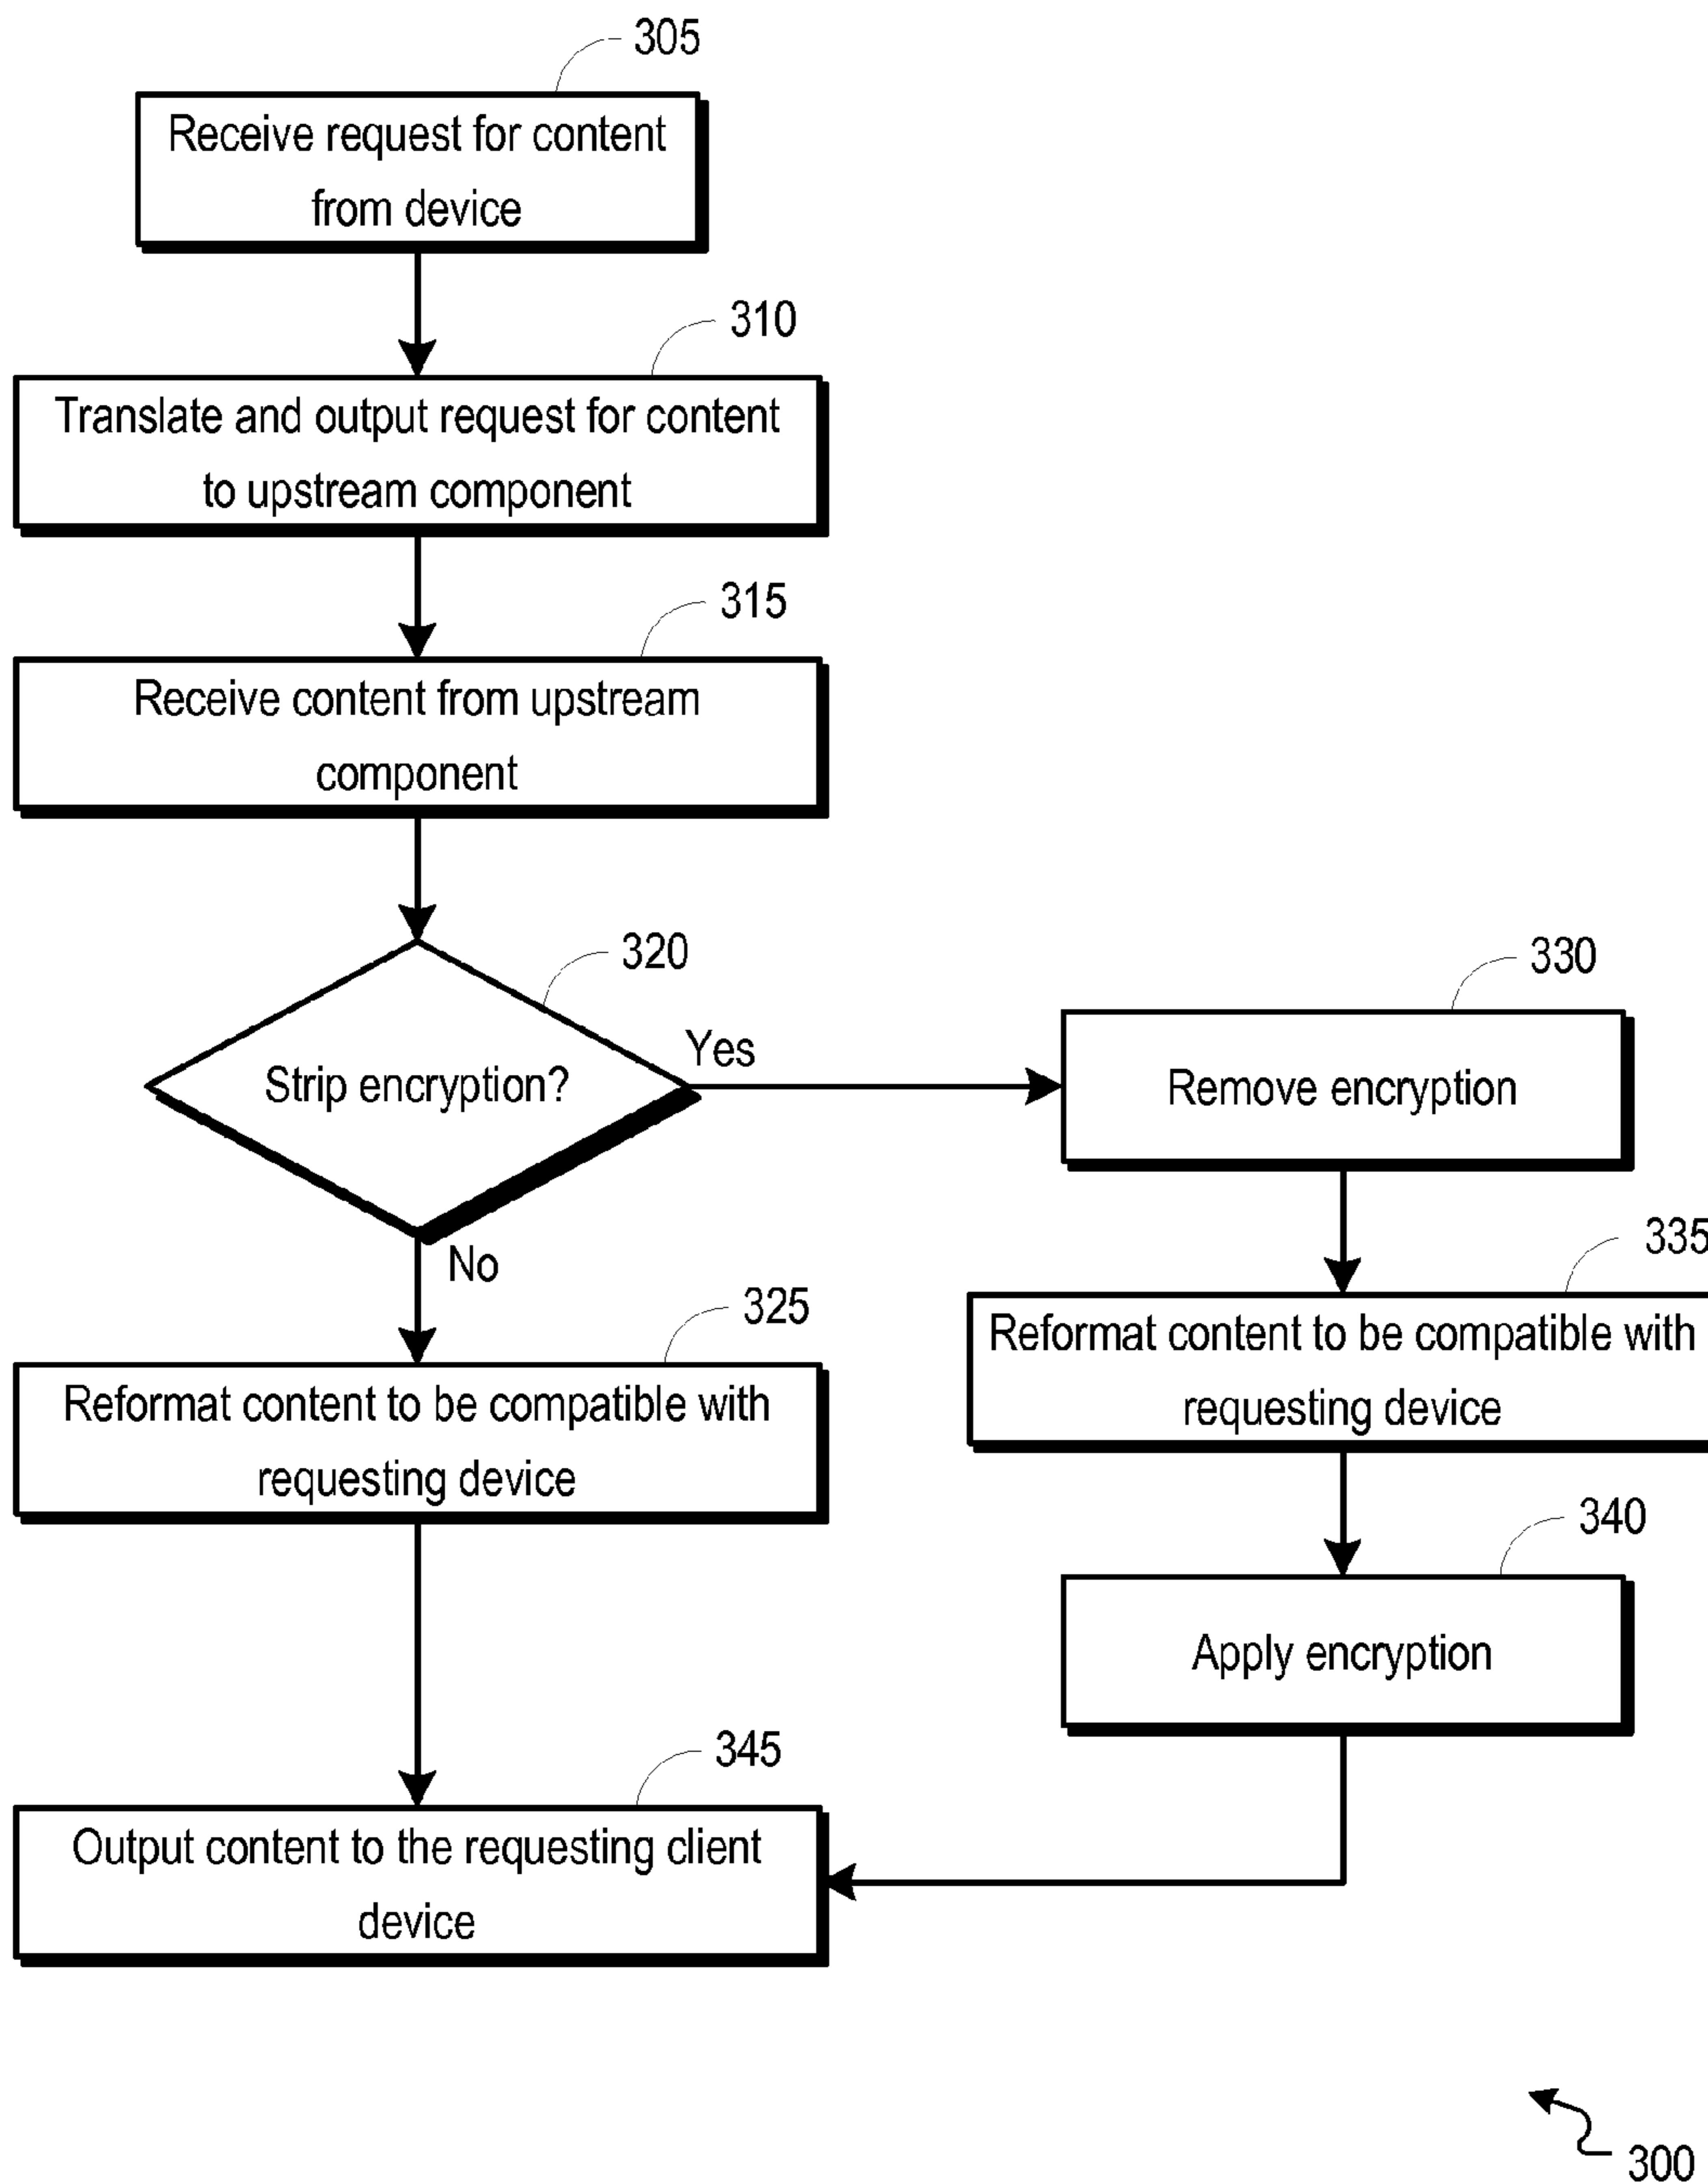 305
Receive request for content
from device
310
Translate and output request for content
to upstream component
315
Receive content from upstream
component
320
Strip encryption?
Yes
No
330
Remove encryption
335
Reformat content to be compatible with
requesting device
325
Reformat content to be compatible with
requesting device
340
Apply encryption
345
Output content to the requesting client
device
300